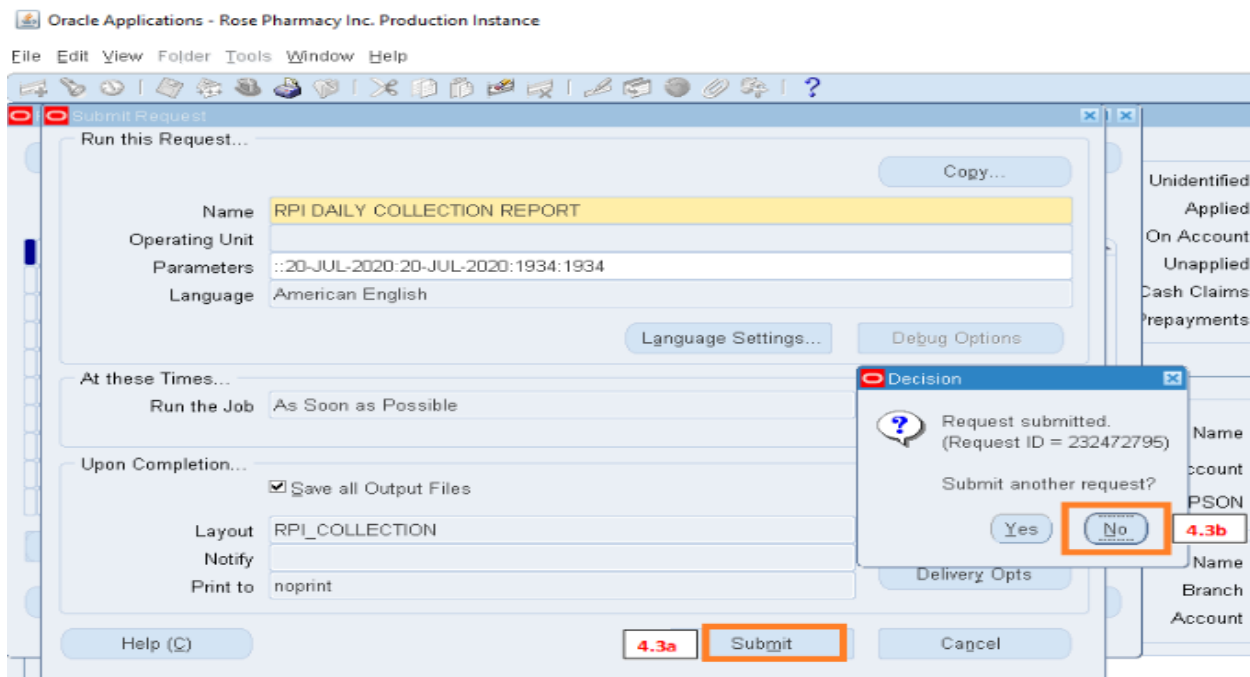 Oracle Applications - Rose Pharmacy Inc. Production Instance
File Edit View Folder Tools Window Help
Submit Request
Run this Request...
Copy...
Name RPI DAILY COLLECTION REPORT
Operating Unit
Parameters ::20-JUL-2020:20-JUL-2020:1934:1934
Language American English
Language Settings... Debug Options
At these Times...
Run the Job As Soon as Possible
Upon Completion...
Save all Output Files
Layout RPI_COLLECTION
Notify
Print to noprint
Delivery Opts
Help (C) 4.3a Submit Cancel
Decision
Request submitted.
(Request ID = 232472795)
Submit another request?
Yes No 4.3b
Unidentified
Applied
On Account
Unapplied
Cash Claims
Prepayments
Name
ccount
PSON
Name
Branch
Account